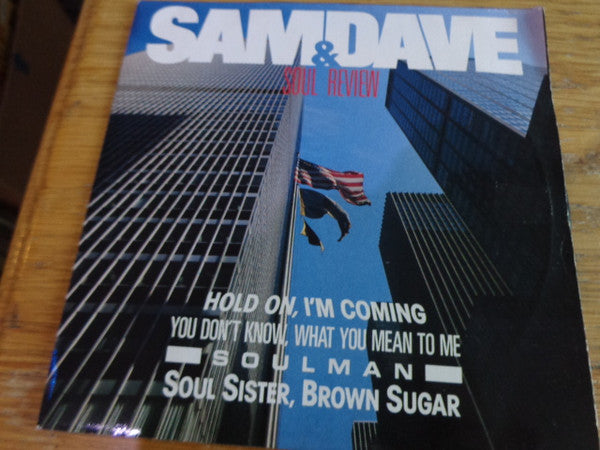 SAM & DAVE
SOUL REVIEW
HOLD ON, I'M COMING
YOU DON'T KNOW, WHAT YOU MEAN TO ME
SOULMAN
SOUL SISTER, BROWN SUGAR